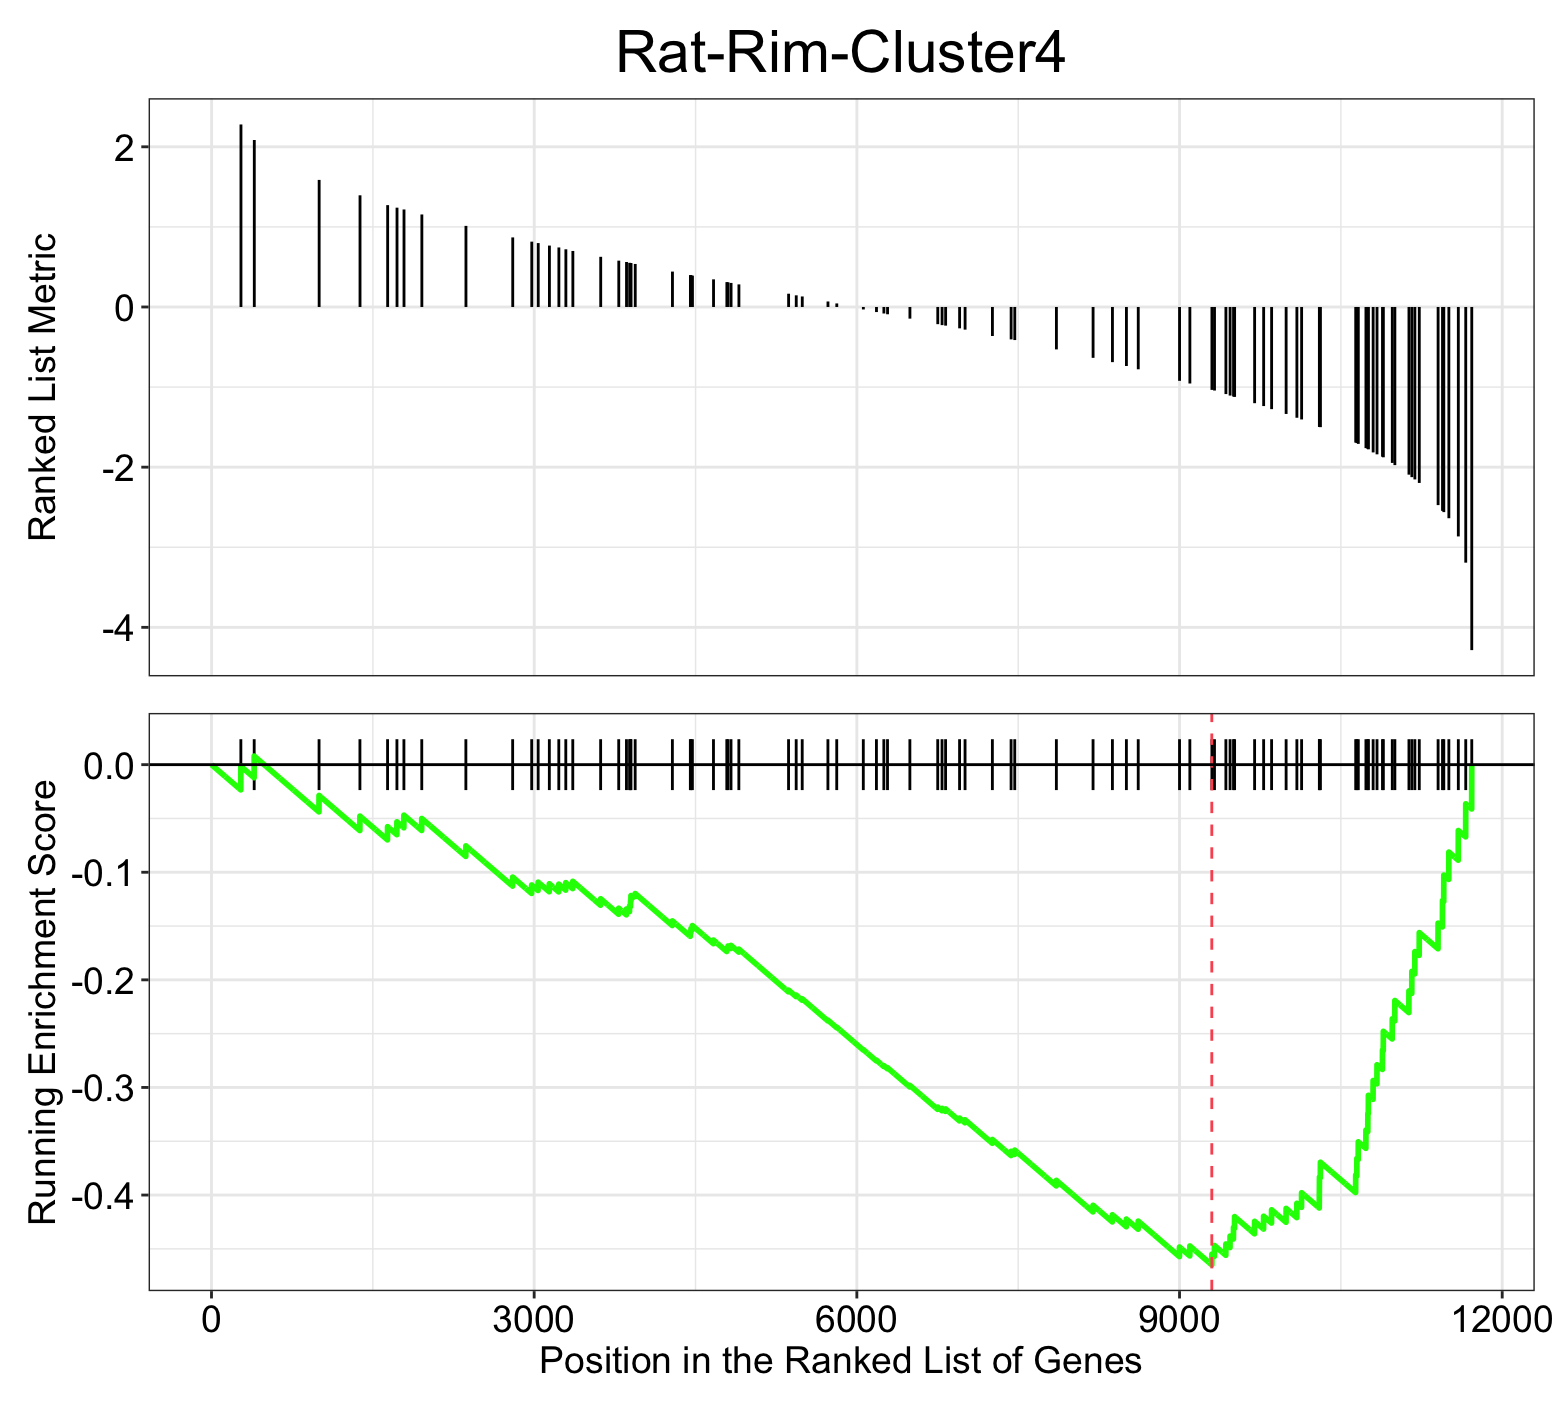 Rat-Rim-Cluster4
Ranked List Metric
2
0
-2
-4
Running Enrichment Score
0.0
-0.1
-0.2
-0.3
-0.4
0 3000 6000 9000 12000
Position in the Ranked List of Genes